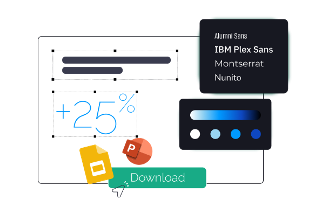 Alumni Sans
IBM Plex Sans
Montserrat
Nunito
+25%
P
Download